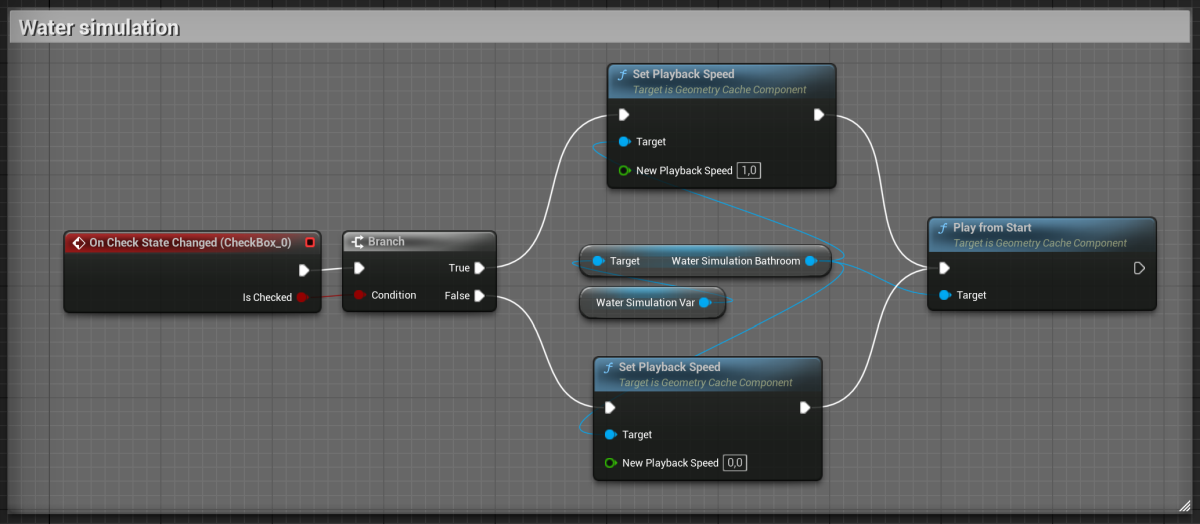 Water simulation
Set Playback Speed
Target is Geometry Cache Component
Target
New Playback Speed 1,0
On Check State Changed (CheckBox_0)
Is Checked
Branch
True
Condition
False
Target Water Simulation Bathroom
Water Simulation Var
Play from Start
Target is Geometry Cache Component
Target
Set Playback Speed
Target is Geometry Cache Component
Target
New Playback Speed 0,0